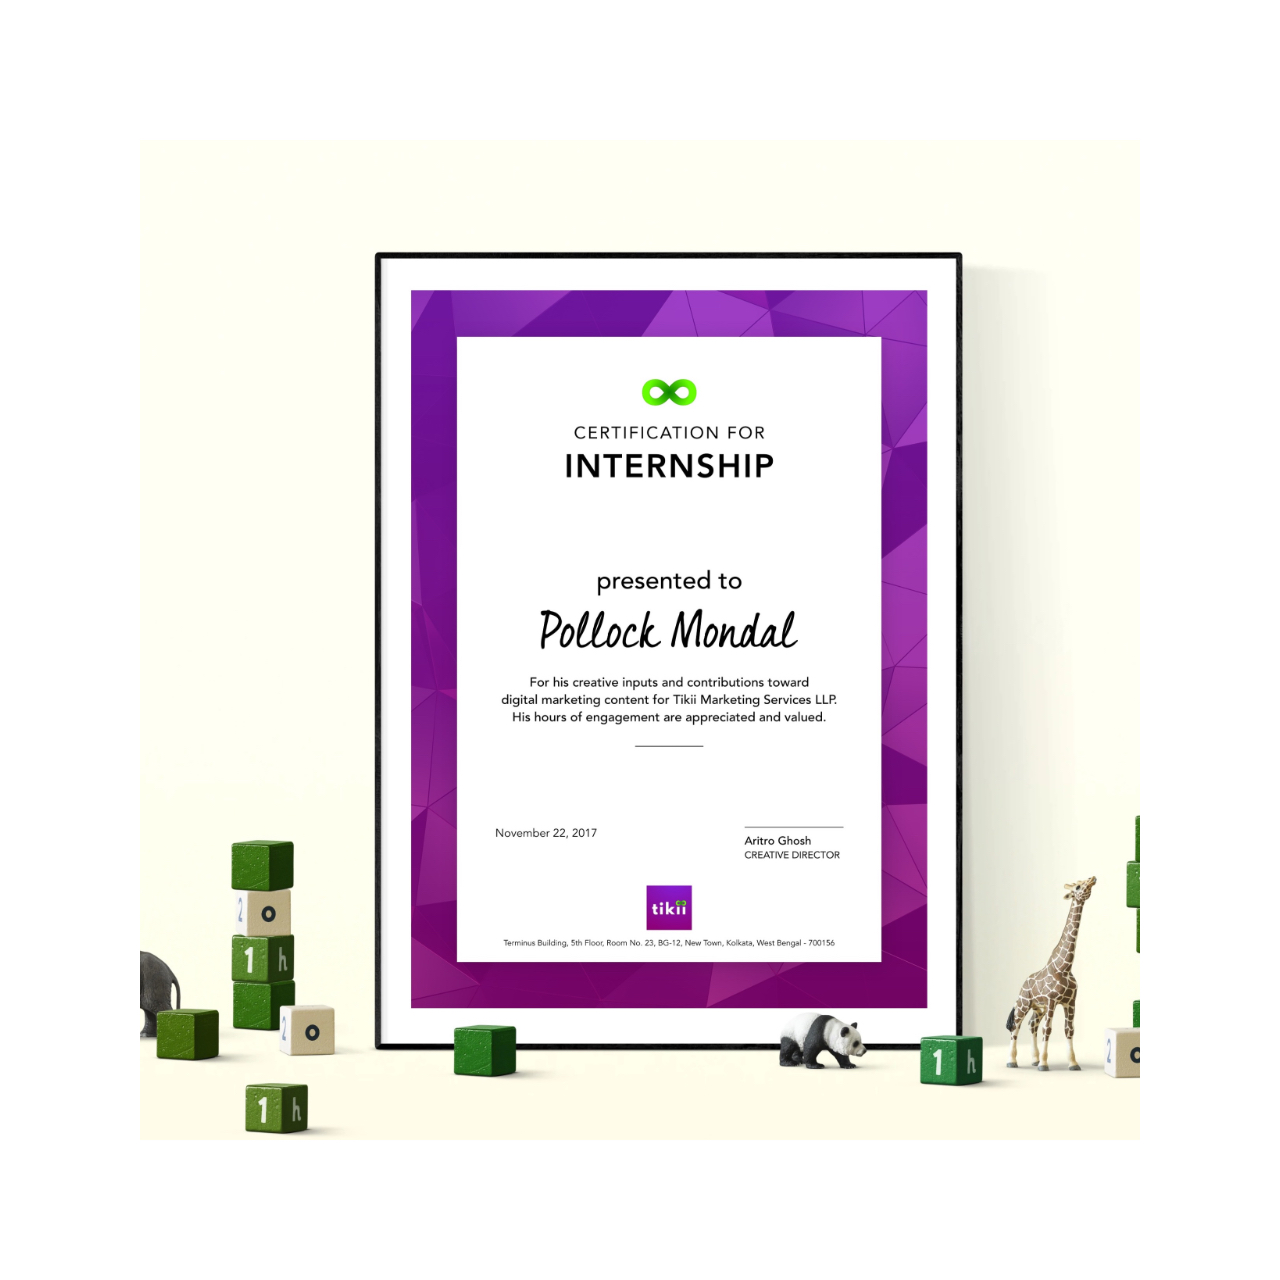 CERTIFICATION FOR
INTERNSHIP
presented to
Pollock Mondal
For his creative inputs and contributions toward
digital marketing content for Tikii Marketing Services LLP.
His hours of engagement are appreciated and valued.
November 22, 2017
Aritro Ghosh
CREATIVE DIRECTOR
tikii
Terminus Building, 5th Floor, Room No. 23, BG-12, New Town, Kolkata, West Bengal - 700156
2 o
1 h
2 o
1 h
1 h
2 o